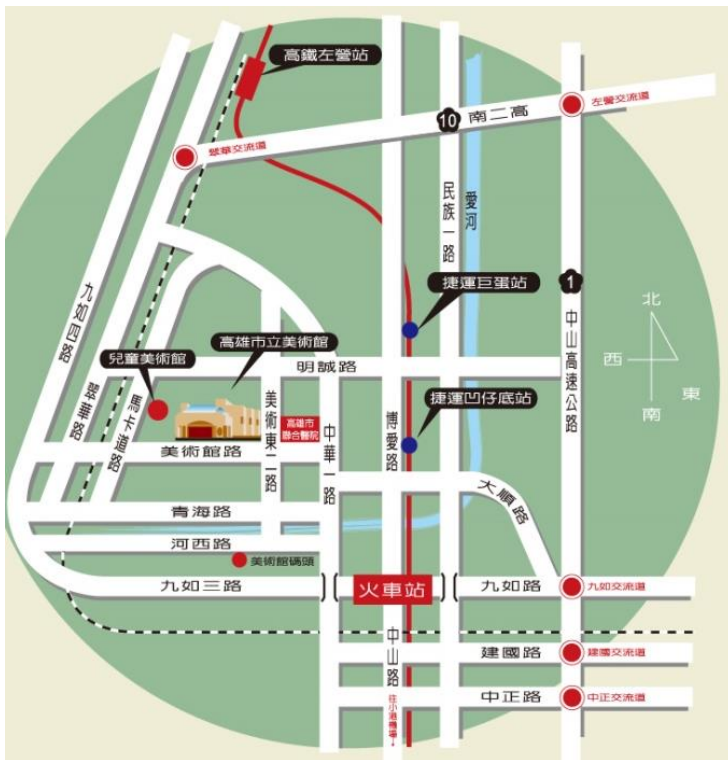 高鐵左營站
左營交流道
10
南二高
翠華交流道
民族一路
愛河
1
中山高速公路
北
西
東
南
九如四路
翠華路
馬卡道路
捷運巨蛋站
高雄市立美術館
兒童美術館
明誠路
捷運凹仔底站
美術東二路
高雄市
聯合醫院
中華一路
博愛路
美術館路
大順路
青海路
河西路
美術館碼頭
九如三路
火車站
九如路
九如交流道
中山路
建國路
建國交流道
往小港機場→
中正路
中正交流道